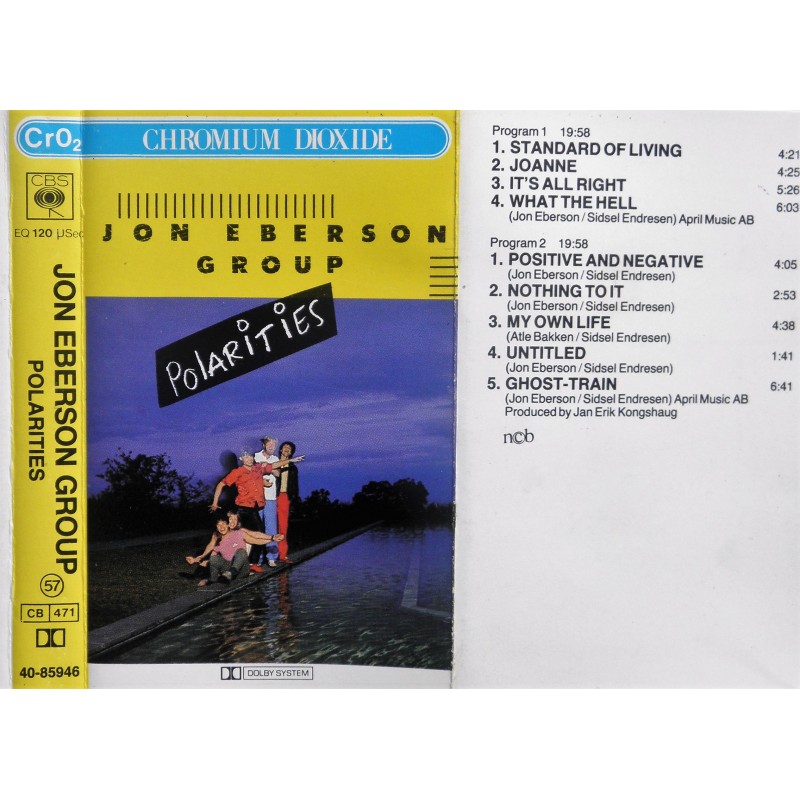 CrO2
CHROMIUM DIOXIDE
CBS
EQ 120 µSec
JON EBERSON GROUP
POLARITIES
57
CB 471
40-85946
JON EBERSON
GROUP
POLARITIES
DOLBY SYSTEM
Program 1 19:58
1. STANDARD OF LIVING 4:21
2. JOANNE 4:25
3. IT'S ALL RIGHT 5:26
4. WHAT THE HELL 6:03
(Jon Eberson / Sidsel Endresen) April Music AB
Program 2 19:58
1. POSITIVE AND NEGATIVE 4:05
(Jon Eberson / Sidsel Endresen)
2. NOTHING TO IT 2:53
(Jon Eberson / Sidsel Endresen)
3. MY OWN LIFE 4:38
(Atle Bakken / Sidsel Endresen)
4. UNTITLED 1:41
(Jon Eberson / Sidsel Endresen)
5. GHOST-TRAIN 6:41
(Jon Eberson / Sidsel Endresen) April Music AB
Produced by Jan Erik Kongshaug
n©b